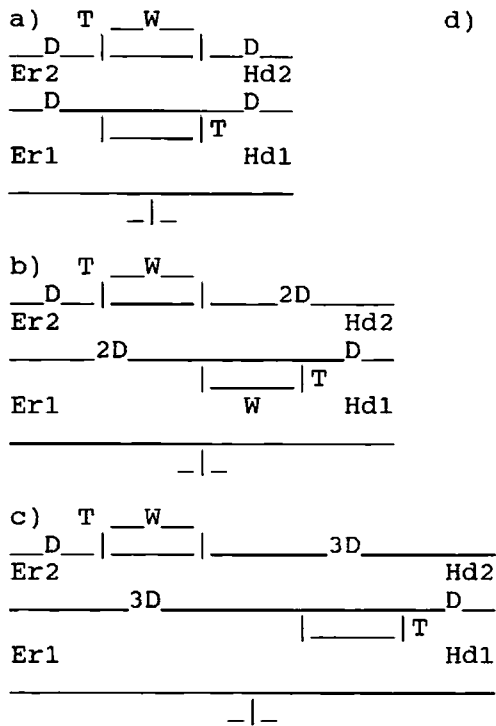 a) T W d)
D D
Er2 Hd2
D D
T
Er1 Hd1
b) T W
D 2D
Er2 Hd2
2D D
T
Er1 W Hd1
c) T W
D 3D
Er2 Hd2
3D D
T
Er1 Hd1